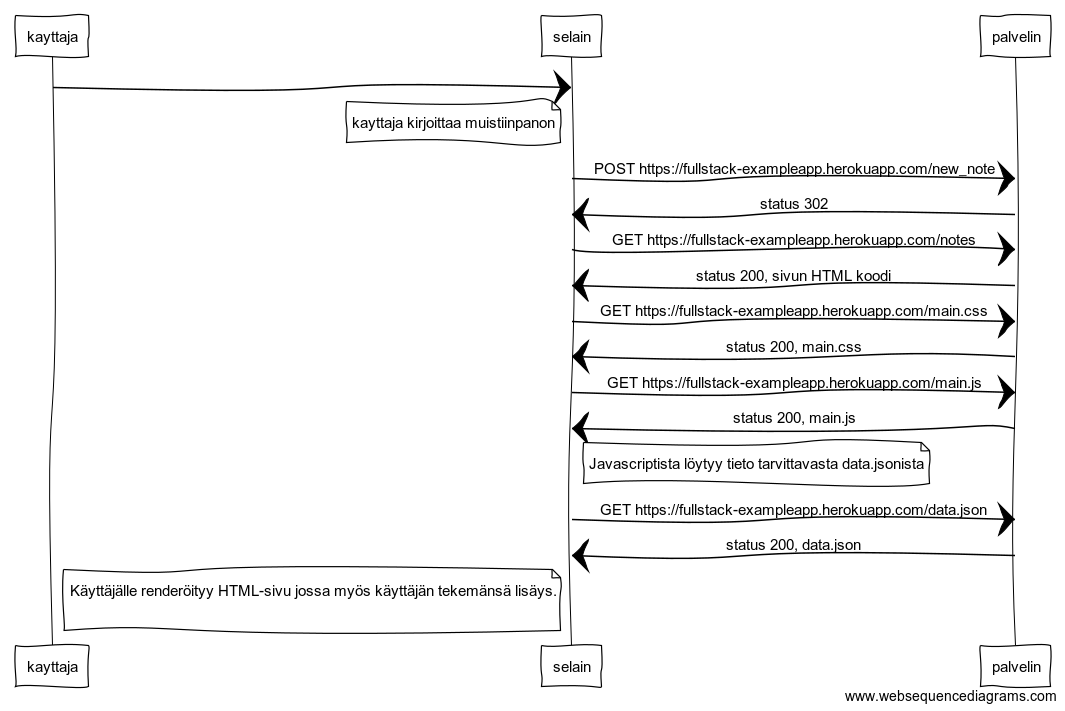 kayttaja
selain
palvelin
kayttaja kirjoittaa muistiinpanon
POST https://fullstack-exampleapp.herokuapp.com/new_note
status 302
GET https://fullstack-exampleapp.herokuapp.com/notes
status 200, sivun HTML koodi
GET https://fullstack-exampleapp.herokuapp.com/main.css
status 200, main.css
GET https://fullstack-exampleapp.herokuapp.com/main.js
status 200, main.js
Javascriptista löytyy tieto tarvittavasta data.jsonista
GET https://fullstack-exampleapp.herokuapp.com/data.json
status 200, data.json
Käyttäjälle renderöityy HTML-sivu jossa myös käyttäjän tekemänsä lisäys.
kayttaja
selain
palvelin
www.websequencediagrams.com